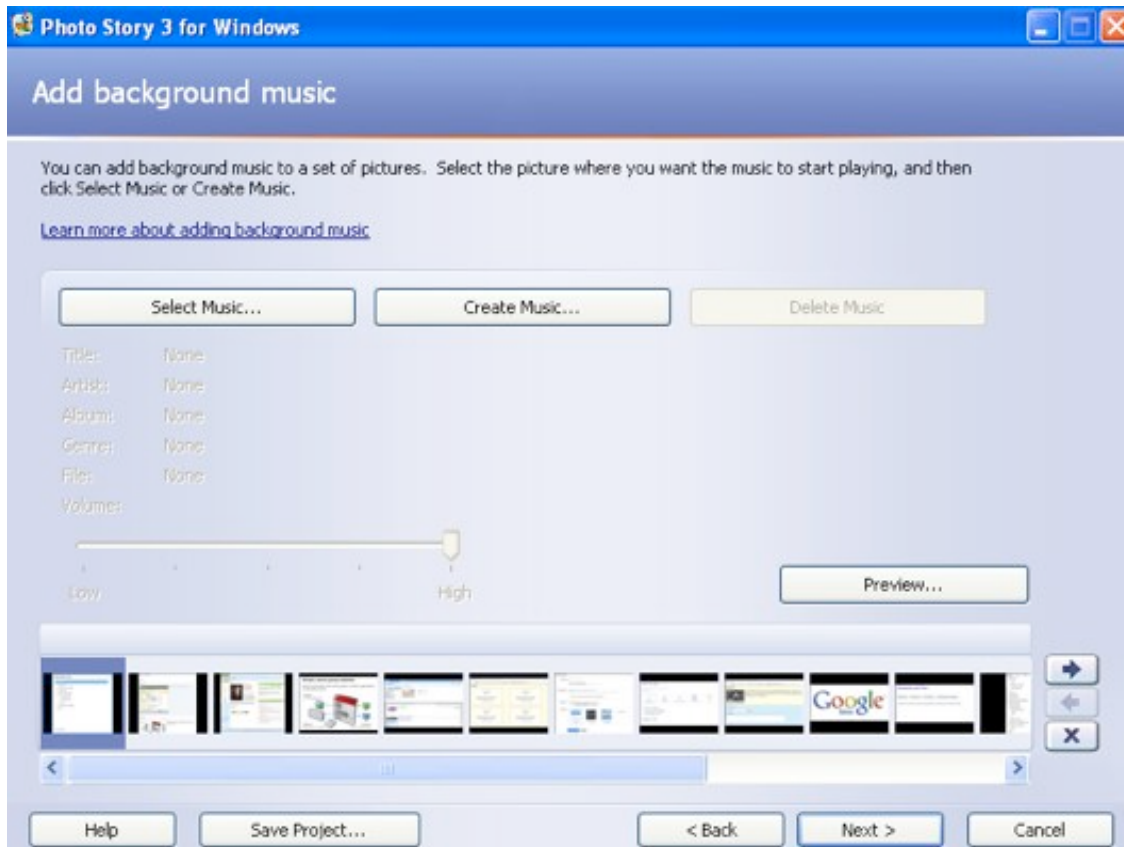 Photo Story 3 for Windows
Add background music
You can add background music to a set of pictures. Select the picture where you want the music to start playing, and then
click Select Music or Create Music.
Learn more about adding background music
Select Music... Create Music... Delete Music
Title: None
Artist: None
Album: None
Genre: None
File: None
Volume:
Low High
Preview...
Google
Help Save Project... < Back Next > Cancel